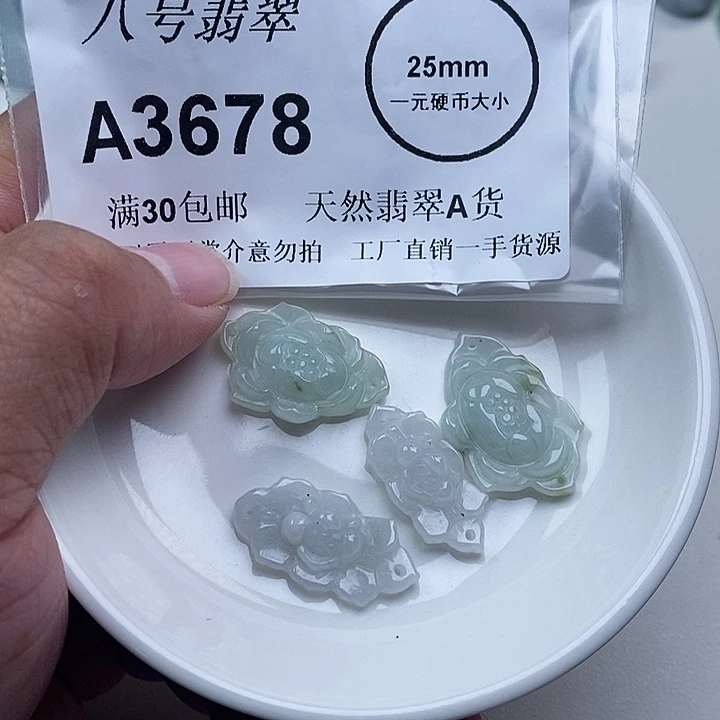 八号翡翠
25mm
一元硬币大小
A3678
满30包邮 天然翡翠A货
介意勿拍 工厂直销一手货源